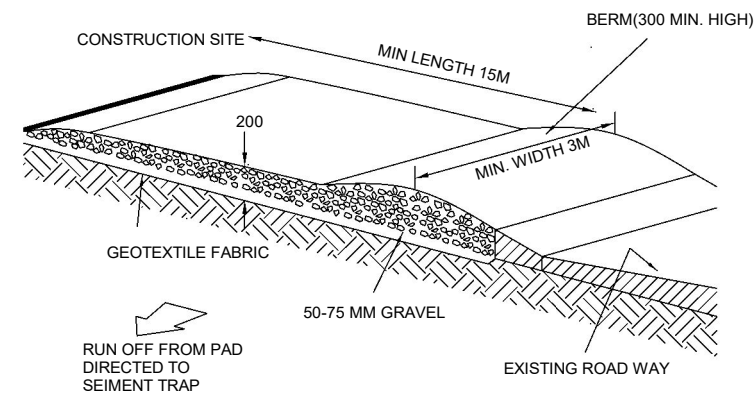 BERM(300 MIN. HIGH)
CONSTRUCTION SITE
MIN LENGTH 15M
200
MIN. WIDTH 3M
GEOTEXTILE FABRIC
50-75 MM GRAVEL
RUN OFF FROM PAD
DIRECTED TO
SEIMENT TRAP
EXISTING ROAD WAY